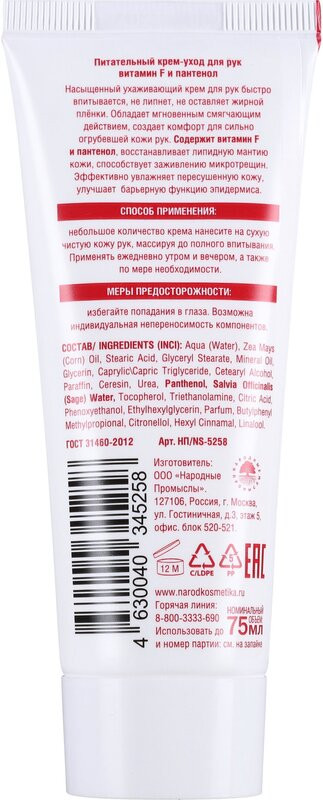 Питательный крем-уход для рук
витамин F и пантенол
Насыщенный ухаживающий крем для рук быстро
впитывается, не липнет, не оставляет жирной
плёнки. Обладает мгновенным смягчающим
действием, создает комфорт для сильно
огрубевшей кожи рук. Содержит витамин F
и пантенол, восстанавливает липидную мантию
кожи, способствует заживлению микротрещин.
Эффективно увлажняет пересушенную кожу,
улучшает барьерную функцию эпидермиса.
СПОСОБ ПРИМЕНЕНИЯ:
небольшое количество крема нанесите на сухую
чистую кожу рук, массируя до полного впитывания.
Применять ежедневно утром и вечером, а также
по мере необходимости.
МЕРЫ ПРЕДОСТОРОЖНОСТИ:
избегайте попадания в глаза. Возможна
индивидуальная непереносимость компонентов.
СОСТАВ/ INGREDIENTS (INCI): Aqua (Water), Zea Mays
(Corn) Oil, Stearic Acid, Glyceryl Stearate, Mineral Oil,
Glycerin, Caprylic\Capric Triglyceride, Cetearyl Alcohol,
Paraffin, Ceresin, Urea, Panthenol, Salvia Officinalis
(Sage) Water, Tocopherol, Triethanolamine, Citric Acid,
Phenoxyethanol, Ethylhexylglycerin, Parfum, Butylphenyl
Methylpropional, Citronellol, Hexyl Cinnamal, Linalool.
ГОСТ 31460-2012 Арт. НП/NS-5258
Изготовитель:
ООО «Народные
Промыслы».
127106, Россия, г. Москва,
ул. Гостиничная, д.3, этаж 5,
офис. блок 520-521.
4 630040 345258
12 M
C/LDPE
5
PP
EAC
www.narodkosmetika.ru
Горячая линия:
8-800-3333-690
Использовать до
и номер партии: см. на запайке
НОМИНАЛЬНЫЙ
ОБЪЕМ
75мл